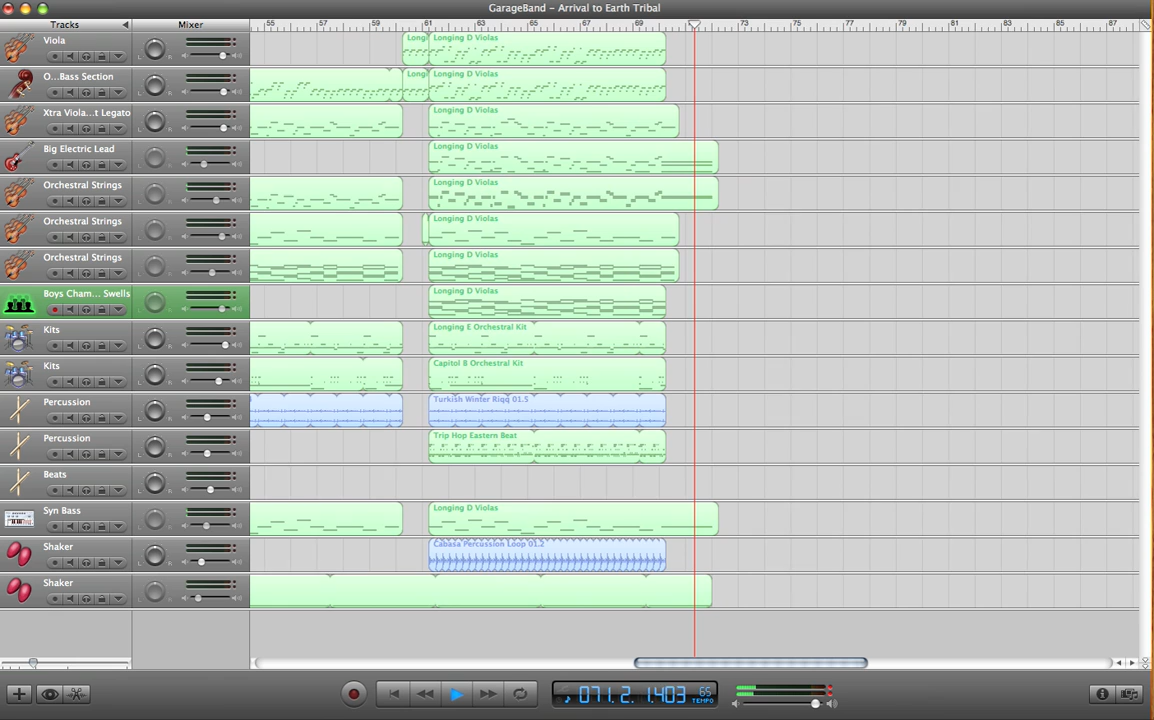 GarageBand – Arrival to Earth Tribal
Tracks
Mixer
55 57 59 61 63 65 67 69 71 73 75 77 79 81 83 85 87
Viola
Longing D Violas
O...Bass Section
Longing D Violas
Xtra Viola...t Legato
Longing D Violas
Big Electric Lead
Longing D Violas
Orchestral Strings
Longing D Violas
Orchestral Strings
Longing D Violas
Orchestral Strings
Longing D Violas
Boys Cham... Swells
Longing D Violas
Kits
Longing E Orchestral Kit
Kits
Capitol B Orchestral Kit
Percussion
Turkish Winter Riqq 01.5
Percussion
Trip Hop Eastern Beat
Beats
Syn Bass
Longing D Violas
Shaker
Cabasa Percussion Loop 01.2
Shaker
071.2.1.403 65
TEMPO